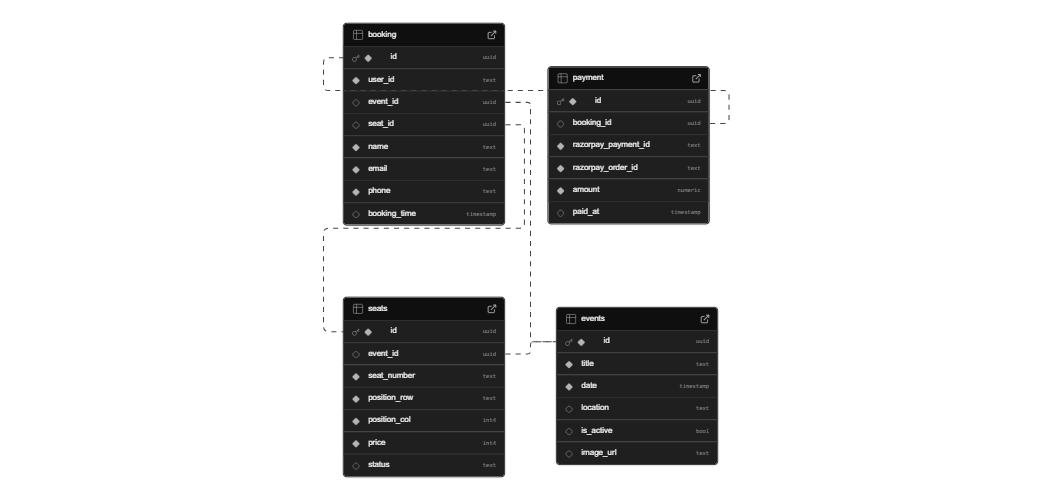 booking
id uuid
user_id text
event_id uuid
seat_id uuid
name text
email text
phone text
booking_time timestamp
payment
id uuid
booking_id uuid
razorpay_payment_id text
razorpay_order_id text
amount numeric
paid_at timestamp
seats
id uuid
event_id uuid
seat_number text
position_row text
position_col int4
price int4
status text
events
id uuid
title text
date timestamp
location text
is_active bool
image_url text